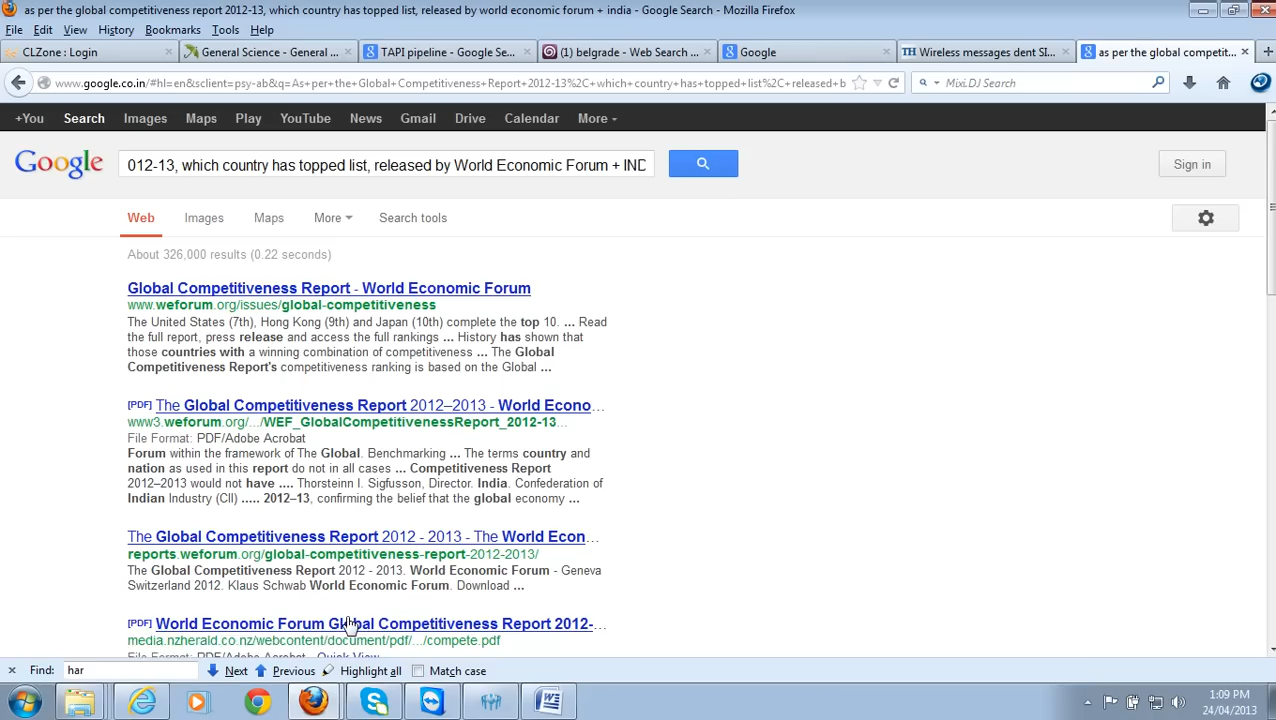 as per the global competitiveness report 2012-13, which country has topped list, released by world economic forum + india - Google Search - Mozilla Firefox
File Edit View History Bookmarks Tools Help
CLZone : Login
General Science - General ...
TAPI pipeline - Google Se...
(1) belgrade - Web Search ...
Google
TH Wireless messages dent SI...
as per the global competit...
www.google.co.in/#hl=en&sclient=psy-ab&q=As+per+the+Global+Competitiveness+Report+2012-13%2C+which+country+has+topped+list%2C+released+b
Mixi.DJ Search
+You Search Images Maps Play YouTube News Gmail Drive Calendar More
Google
012-13, which country has topped list, released by World Economic Forum + IND
Sign in
Web Images Maps More Search tools
About 326,000 results (0.22 seconds)
Global Competitiveness Report - World Economic Forum
www.weforum.org/issues/global-competitiveness
The United States (7th), Hong Kong (9th) and Japan (10th) complete the top 10. ... Read
the full report, press release and access the full rankings ... History has shown that
those countries with a winning combination of competitiveness ... The Global
Competitiveness Report's competitiveness ranking is based on the Global ...
[PDF] The Global Competitiveness Report 2012–2013 - World Econo...
www3.weforum.org/.../WEF_GlobalCompetitivenessReport_2012-13...
File Format: PDF/Adobe Acrobat
Forum within the framework of The Global. Benchmarking ... The terms country and
nation as used in this report do not in all cases ... Competitiveness Report
2012–2013 would not have .... Thorsteinn I. Sigfusson, Director. India. Confederation of
Indian Industry (CII) ..... 2012–13, confirming the belief that the global economy ...
The Global Competitiveness Report 2012 - 2013 - The World Econ...
reports.weforum.org/global-competitiveness-report-2012-2013/
The Global Competitiveness Report 2012 - 2013. World Economic Forum - Geneva
Switzerland 2012. Klaus Schwab World Economic Forum. Download ...
[PDF] World Economic Forum Global Competitiveness Report 2012-...
media.nzherald.co.nz/webcontent/document/pdf/.../compete.pdf
File Format: PDF/Adobe Acrobat - Quick View
Find: har Next Previous Highlight all Match case
1:09 PM
24/04/2013